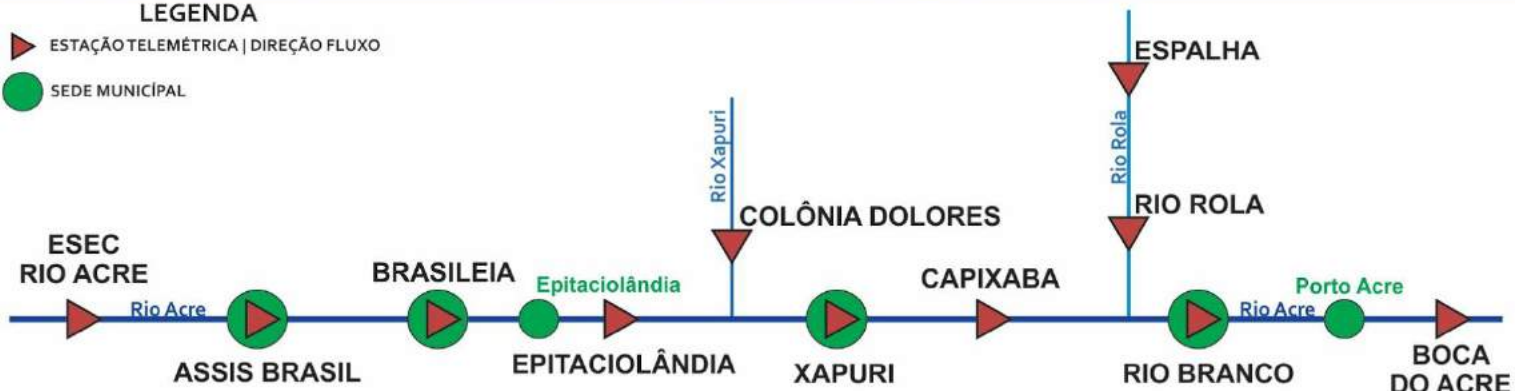 LEGENDA
ESTAÇÃO TELEMÉTRICA | DIREÇÃO FLUXO
SEDE MUNICÍPAL
ESPALHA
Rio Xapuri
Rio Rola
COLÔNIA DOLORES
RIO ROLA
ESEC
RIO ACRE
BRASILEIA
Epitaciolândia
CAPIXABA
Porto Acre
Rio Acre
Rio Acre
ASSIS BRASIL
EPITACIOLÂNDIA
XAPURI
RIO BRANCO
BOCA
DO ACRE